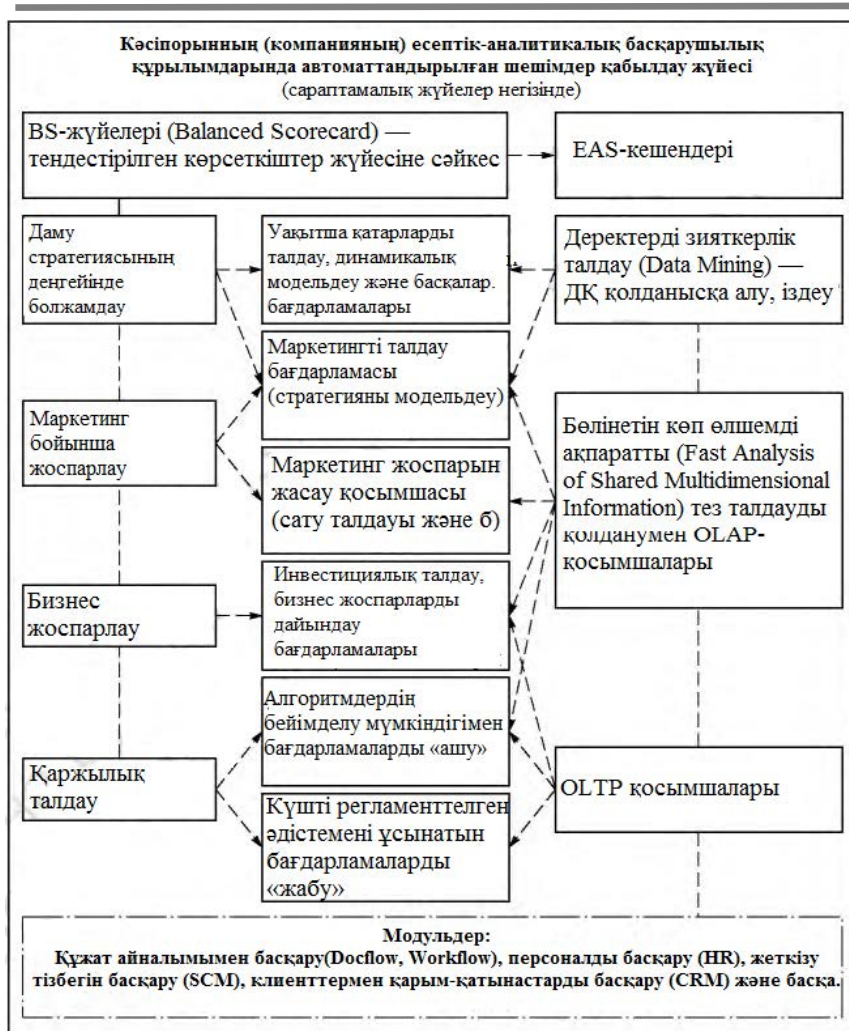 Кәсіпорынның (компанияның) есептік-аналитикалық басқарушылық
құрылымдарында автоматтандырылған шешімдер қабылдау жүйесі
(сараптамалық жүйелер негізінде)
BS-жүйелері (Balanced Scorecard) —
тендестірілген көрсеткіштер жүйесіне сәйкес
EAS-кешендері
Даму
стратегиясының
деңгейінде
болжамдау
Уақытша қатарларды
талдау, динамикалық
модельдеу және басқалар.
бағдарламалары
Деректерді зияткерлік
талдау (Data Mining) —
ДҚ қолданысқа алу, іздеу
Маркетингті талдау
бағдарламасы
(стратегияны модельдеу)
Маркетинг
бойынша
жоспарлау
Маркетинг жоспарын
жасау қосымшасы
(сату талдауы және б)
Бөлінетін көп өлшемді
ақпаратты (Fast Analysis
of Shared Multidimensional
Information) тез талдауды
қолданумен OLAP-
қосымшалары
Бизнес
жоспарлау
Инвестициялық талдау,
бизнес жоспарларды
дайындау
бағдарламалары
Алгоритмдердің
бейімделу мүмкіндігімен
бағдарламаларды «ашу»
Қаржылық
талдау
Күшті регламенттелген
әдістемені ұсынатын
бағдарламаларды
«жабу»
OLTP қосымшалары
Модульдер:
Құжат айналымымен басқару(Docflow, Workflow), персоналды басқару (HR), жеткізу
тізбегін басқару (SCM), клиенттермен қарым-қатынастарды басқару (CRM) және басқа.